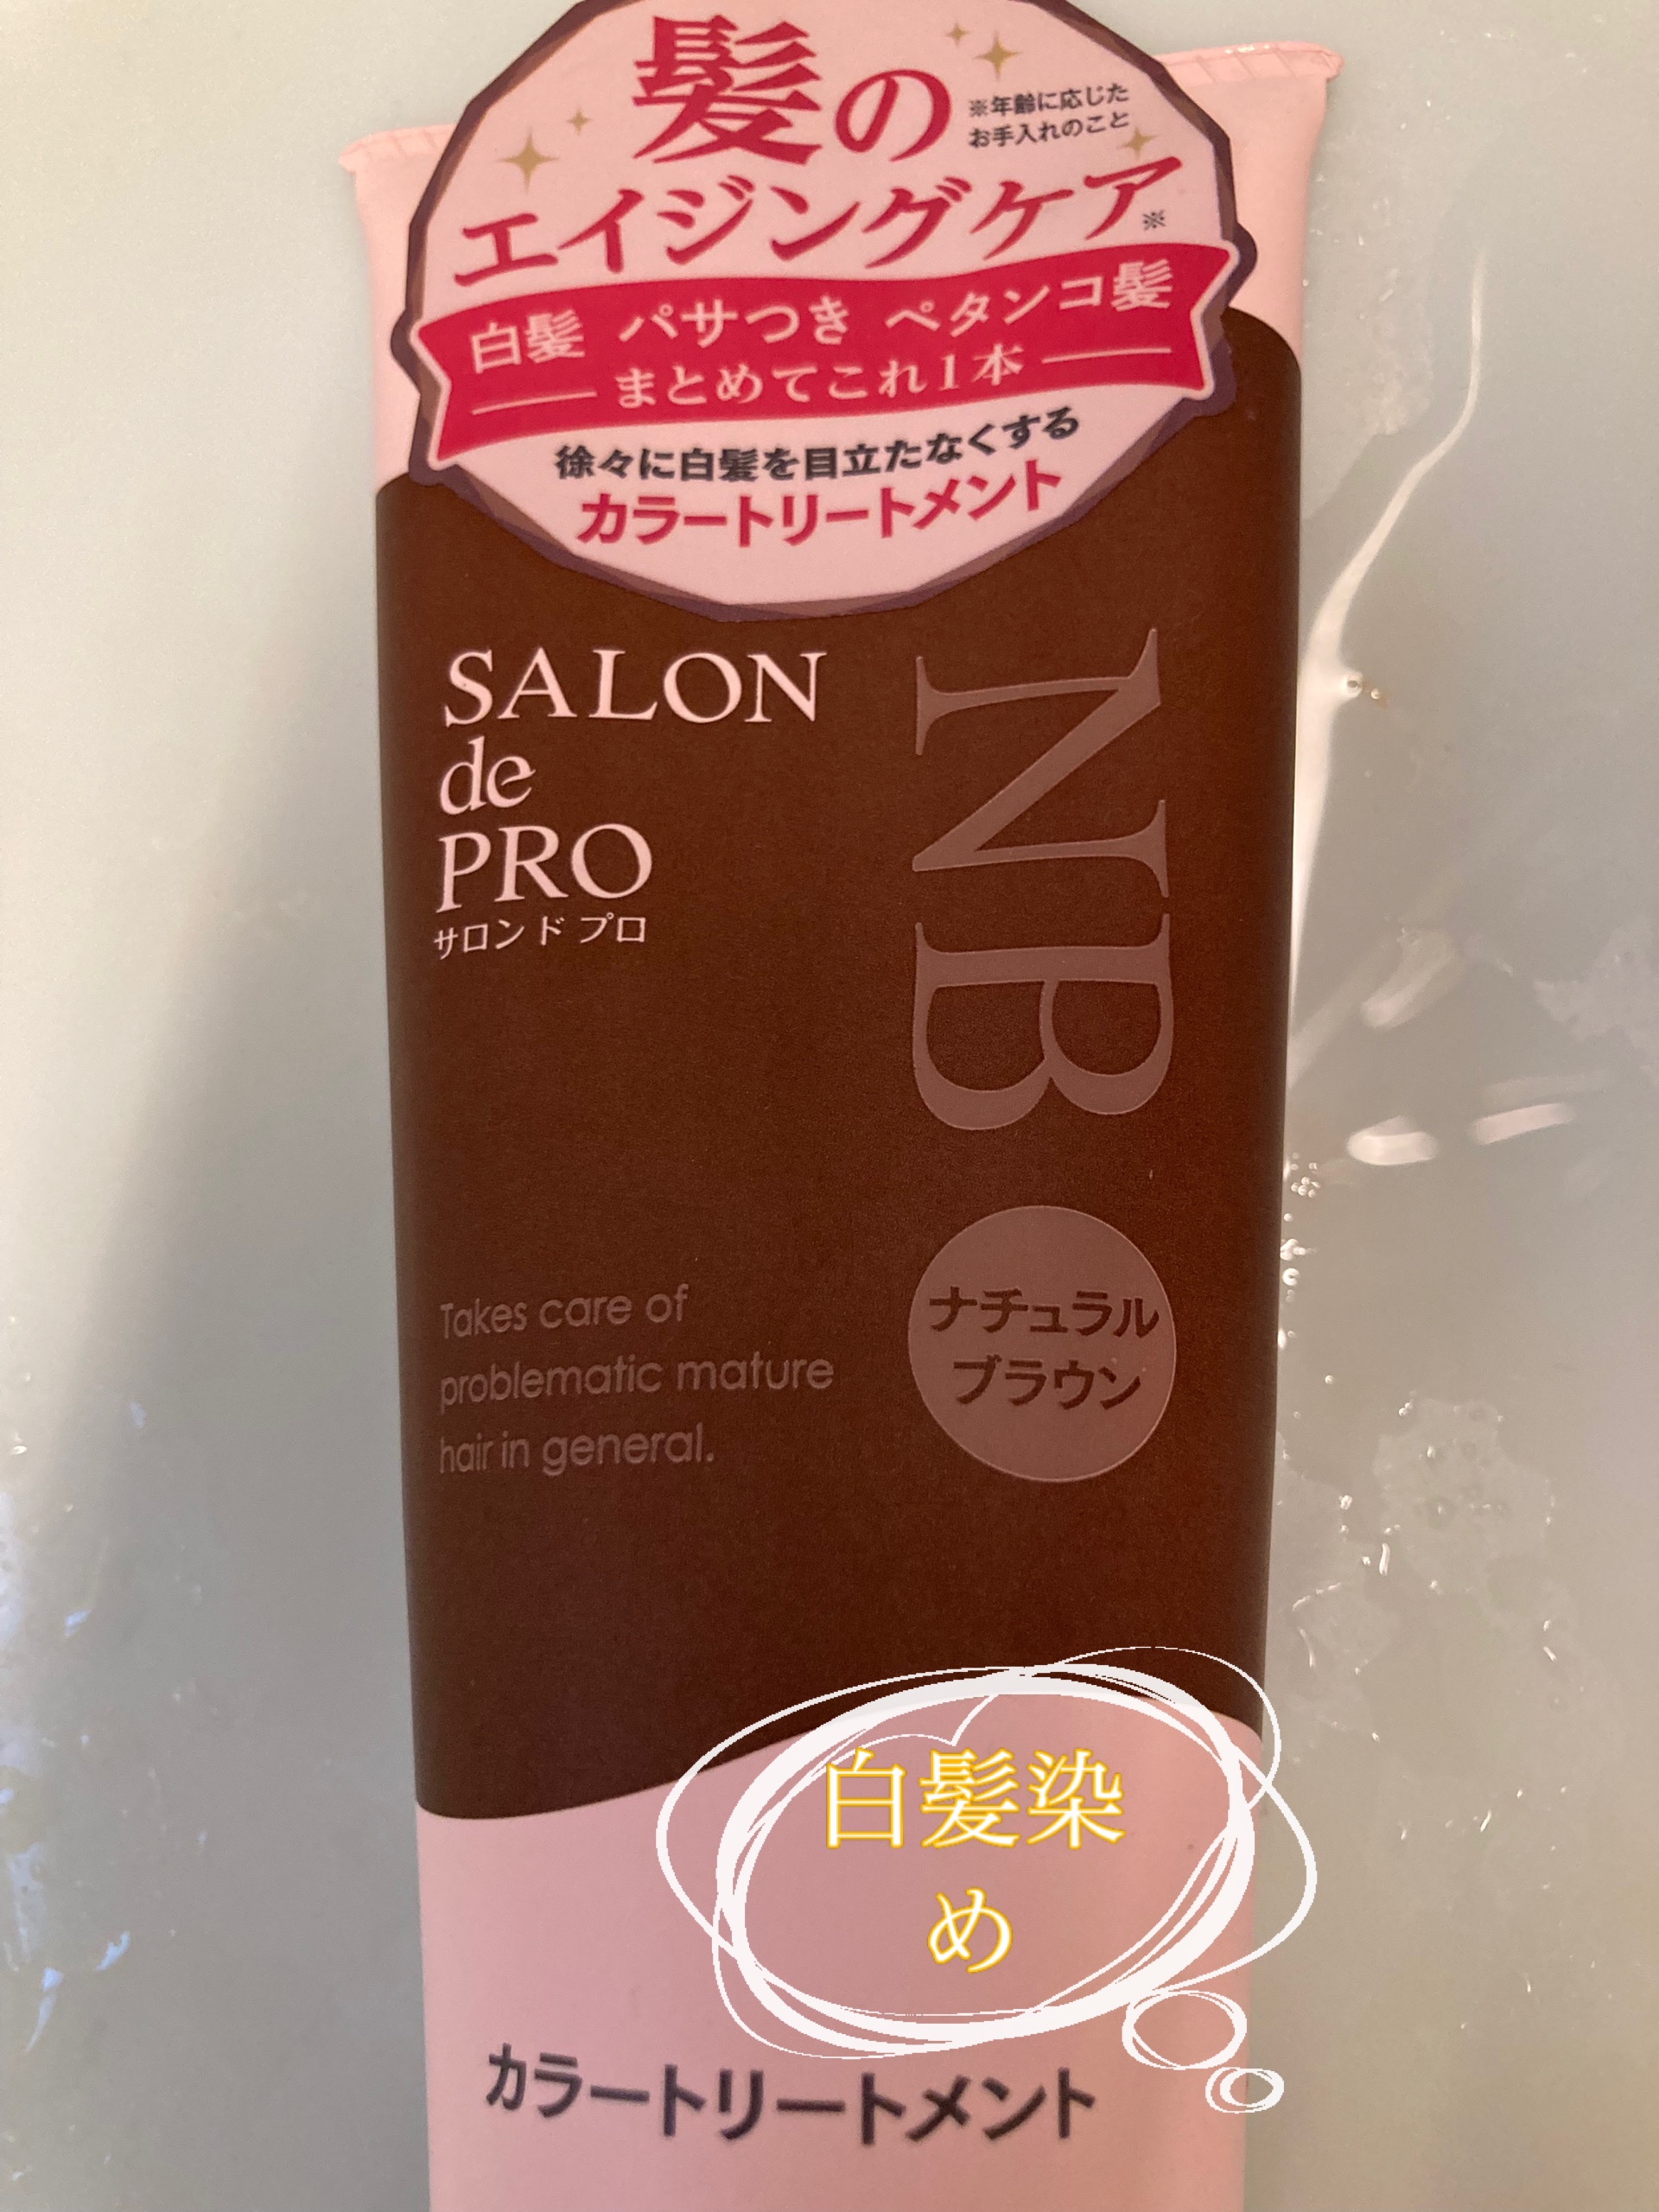 髪の
※年齢に応じた
お手入れのこと
エイジングケア※
白髪 パサつき ペタンコ髪
まとめてこれ1本
徐々に白髪を目立たなくする
カラートリートメント
SALON
de
PRO
サロン ド プロ
NB
ナチュラル
ブラウン
Takes care of
problematic mature
hair in general.
白髪染
め
カラートリートメント